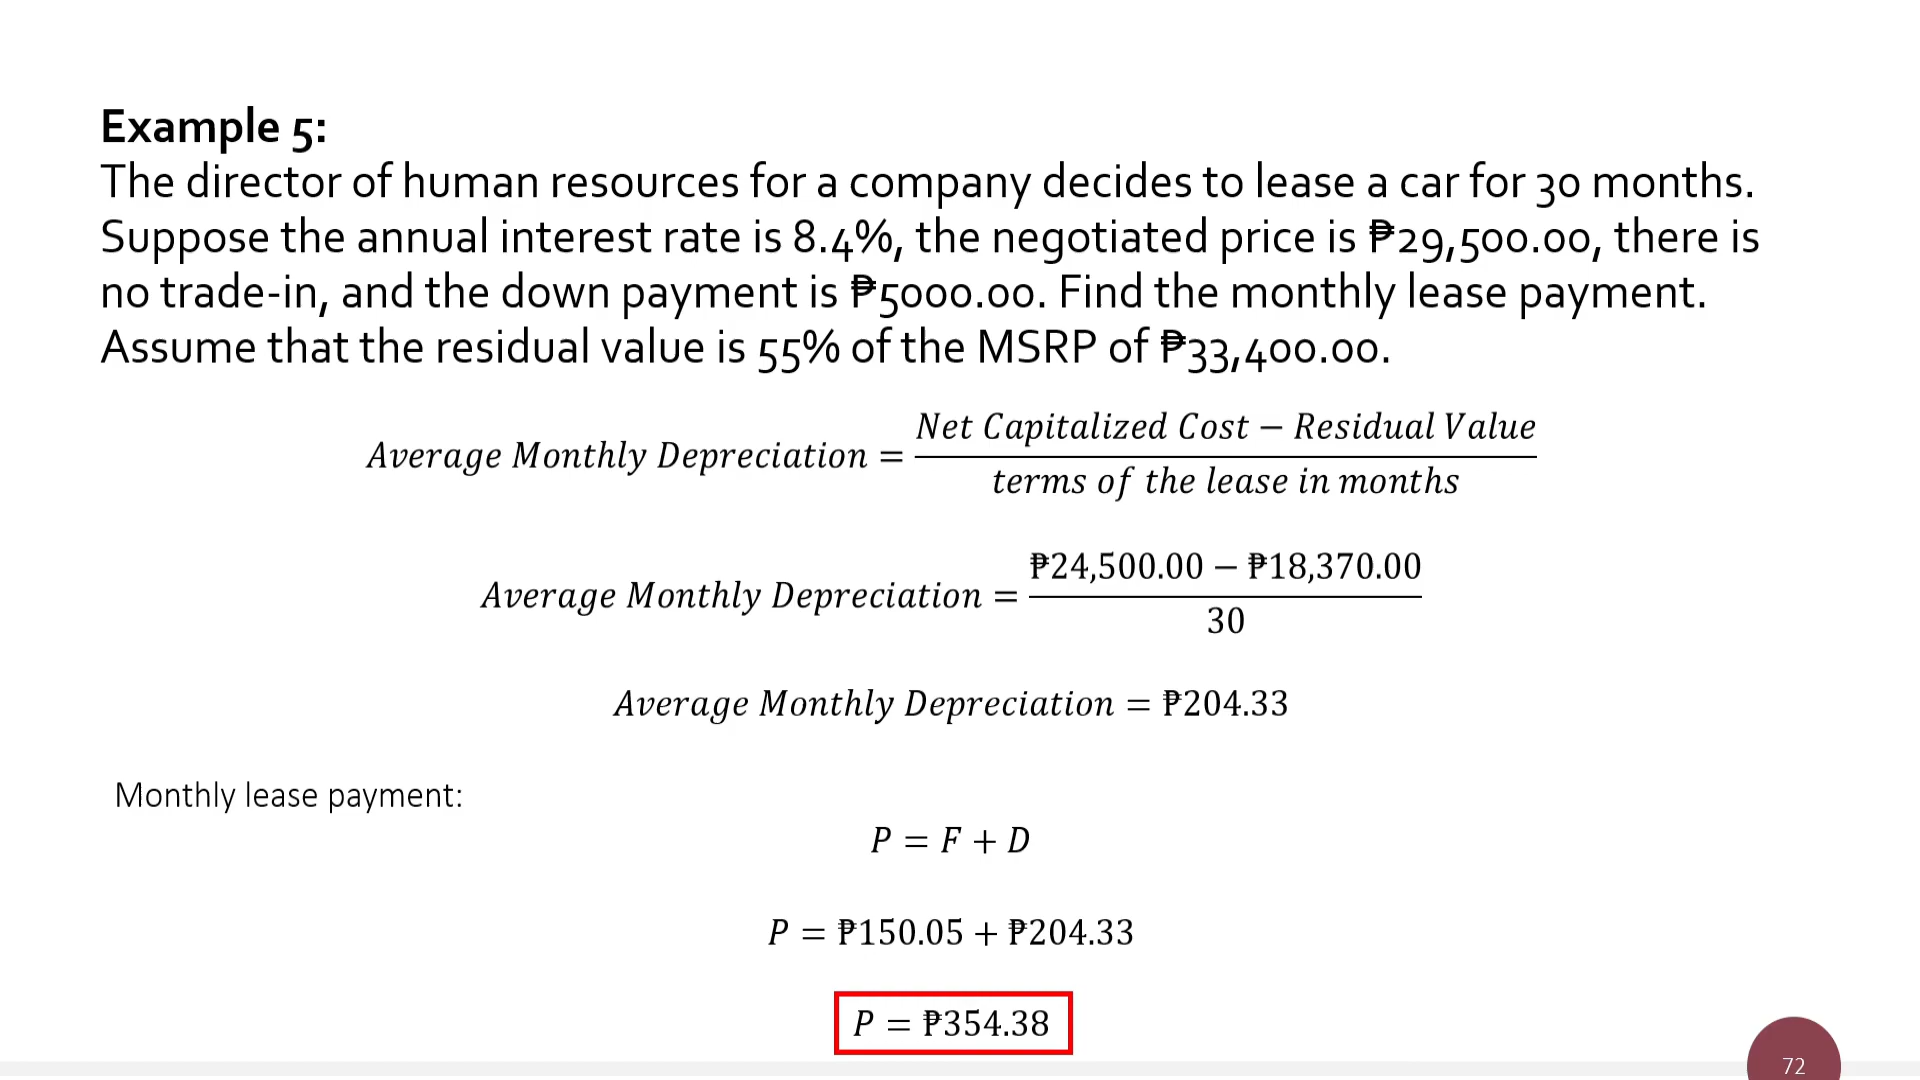 Example 5:
The director of human resources for a company decides to lease a car for 30 months.
Suppose the annual interest rate is 8.4%, the negotiated price is ₱29,500.00, there is
no trade-in, and the down payment is ₱5000.00. Find the monthly lease payment.
Assume that the residual value is 55% of the MSRP of ₱33,400.00.
Average Monthly Depreciation = (Net Capitalized Cost − Residual Value) / (terms of the lease in months)
Average Monthly Depreciation = (₱24,500.00 − ₱18,370.00) / 30
Average Monthly Depreciation = ₱204.33
Monthly lease payment:
P = F + D
P = ₱150.05 + ₱204.33
P = ₱354.38
72